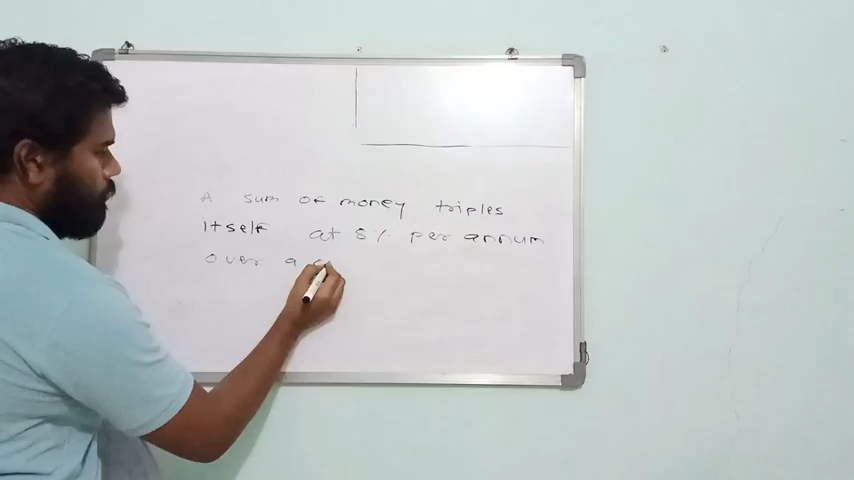 A sum of money triples
Itself at 8% per annum
over a